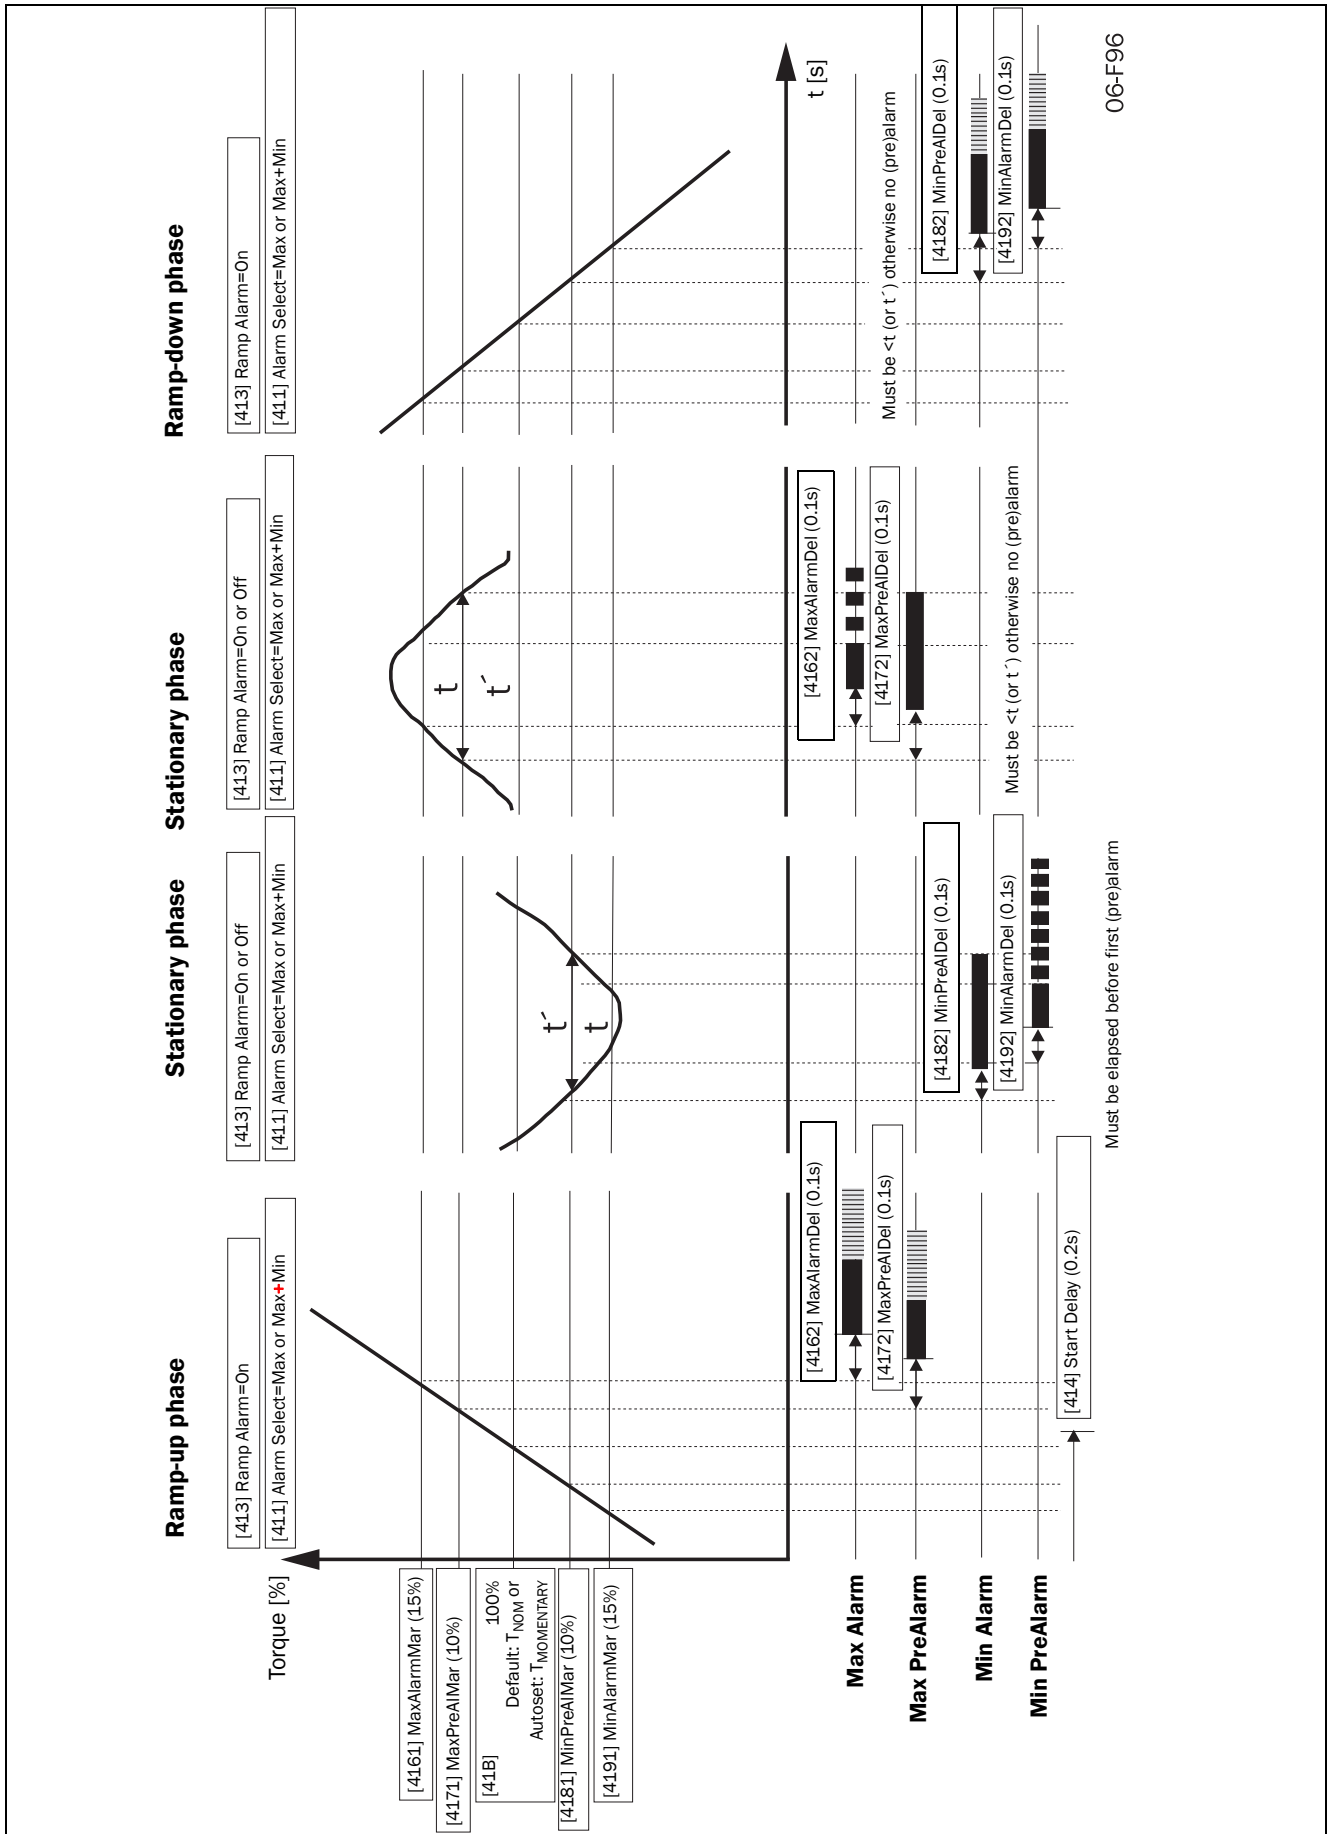 Ramp-up phase
Stationary phase
Stationary phase
Ramp-down phase
[413] Ramp Alarm=On
[411] Alarm Select=Max or Max+Min
[413] Ramp Alarm=On or Off
[411] Alarm Select=Max or Max+Min
[413] Ramp Alarm=On or Off
[411] Alarm Select=Max or Max+Min
[413] Ramp Alarm=On
[411] Alarm Select=Max or Max+Min
Torque [%]
[4161] MaxAlarmMar (15%)
[4171] MaxPreAlMar (10%)
[41B] 100%
Default: TNOM or
Autoset: TMOMENTARY
[4181] MinPreAlMar (10%)
[4191] MinAlarmMar (15%)
t´
t
t
t´
t [s]
Max Alarm
[4162] MaxAlarmDel (0.1s)
[4162] MaxAlarmDel (0.1s)
Max PreAlarm
[4172] MaxPreAlDel (0.1s)
[4172] MaxPreAlDel (0.1s)
Must be <t (or t´) otherwise no (pre)alarm
Min Alarm
[4182] MinPreAlDel (0.1s)
[4182] MinPreAlDel (0.1s)
Min PreAlarm
[4192] MinAlarmDel (0.1s)
Must be <t (or t´) otherwise no (pre)alarm
[4192] MinAlarmDel (0.1s)
[414] Start Delay (0.2s)
Must be elapsed before first (pre)alarm
06-F96